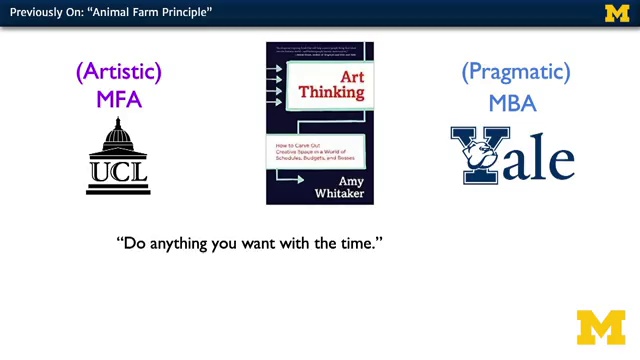 Previously On: "Animal Farm Principle"
M
(Artistic)
MFA
UCL
Art
Thinking
How to Carve Out
Creative Space in a World of
Schedules, Budgets, and Bosses
Amy
Whitaker
(Pragmatic)
MBA
Yale
“Do anything you want with the time.”
M